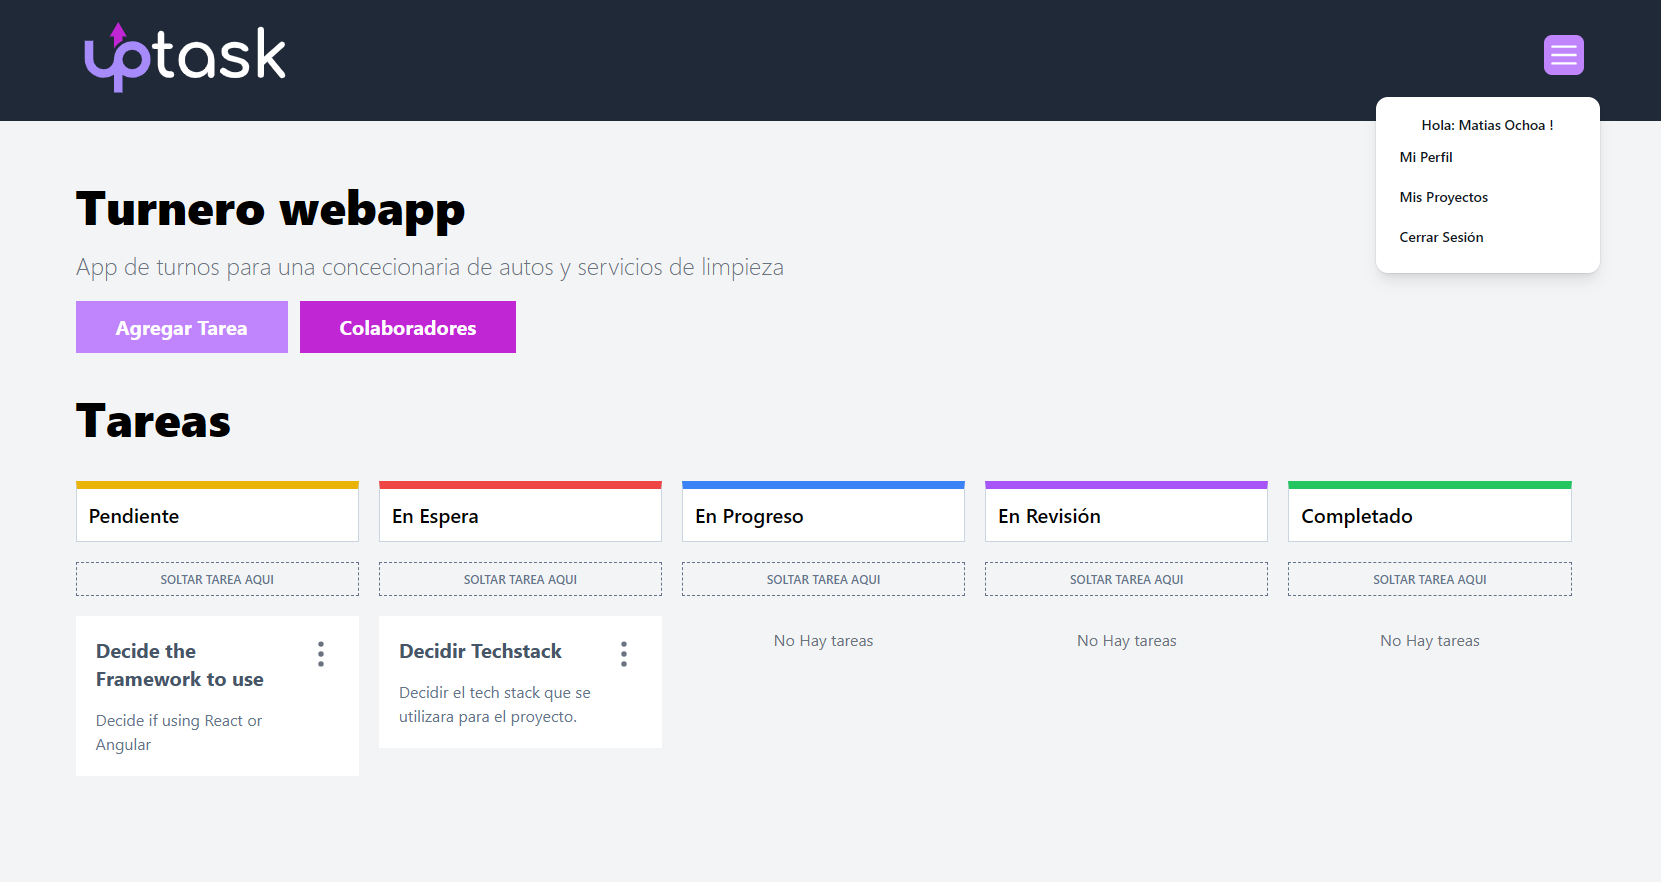 uptask
Hola: Matias Ochoa !
Mi Perfil
Mis Proyectos
Cerrar Sesión
Turnero webapp
App de turnos para una concecionaria de autos y servicios de limpieza
Agregar Tarea
Colaboradores
Tareas
Pendiente
SOLTAR TAREA AQUI
Decide the
Framework to use
Decide if using React or
Angular
En Espera
SOLTAR TAREA AQUI
Decidir Techstack
Decidir el tech stack que se
utilizara para el proyecto.
En Progreso
SOLTAR TAREA AQUI
No Hay tareas
En Revisión
SOLTAR TAREA AQUI
No Hay tareas
Completado
SOLTAR TAREA AQUI
No Hay tareas